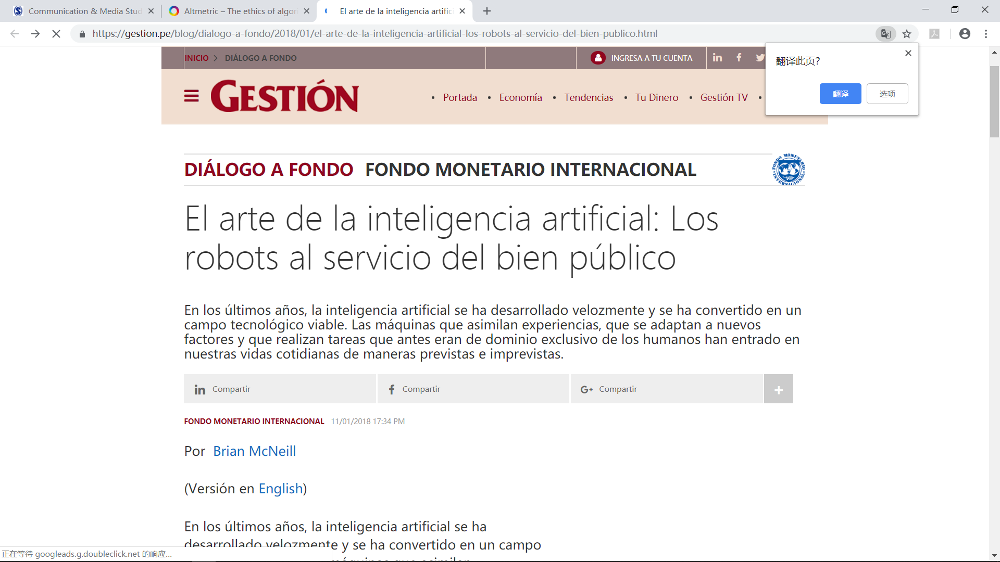 Communication & Media Stud
Altmetric – The ethics of algori
El arte de la inteligencia artific
https://gestion.pe/blog/dialogo-a-fondo/2018/01/el-arte-de-la-inteligencia-artificial-los-robots-al-servicio-del-bien-publico.html
INICIO > DIÁLOGO A FONDO
INGRESA A TU CUENTA
翻译此页?
翻译
选项
GESTIÓN
• Portada • Economía • Tendencias • Tu Dinero • Gestión TV •
DIÁLOGO A FONDO FONDO MONETARIO INTERNACIONAL
FONDO MONETARIO INTERNACIONAL
El arte de la inteligencia artificial: Los
robots al servicio del bien público
En los últimos años, la inteligencia artificial se ha desarrollado velozmente y se ha convertido en un
campo tecnológico viable. Las máquinas que asimilan experiencias, que se adaptan a nuevos
factores y que realizan tareas que antes eran de dominio exclusivo de los humanos han entrado en
nuestras vidas cotidianas de maneras previstas e imprevistas.
in Compartir
f Compartir
G+ Compartir
+
FONDO MONETARIO INTERNACIONAL 11/01/2018 17:34 PM
Por Brian McNeill
(Versión en English)
En los últimos años, la inteligencia artificial se ha
desarrollado velozmente y se ha convertido en un campo
正在等待 googleads.g.doubleclick.net 的响应...